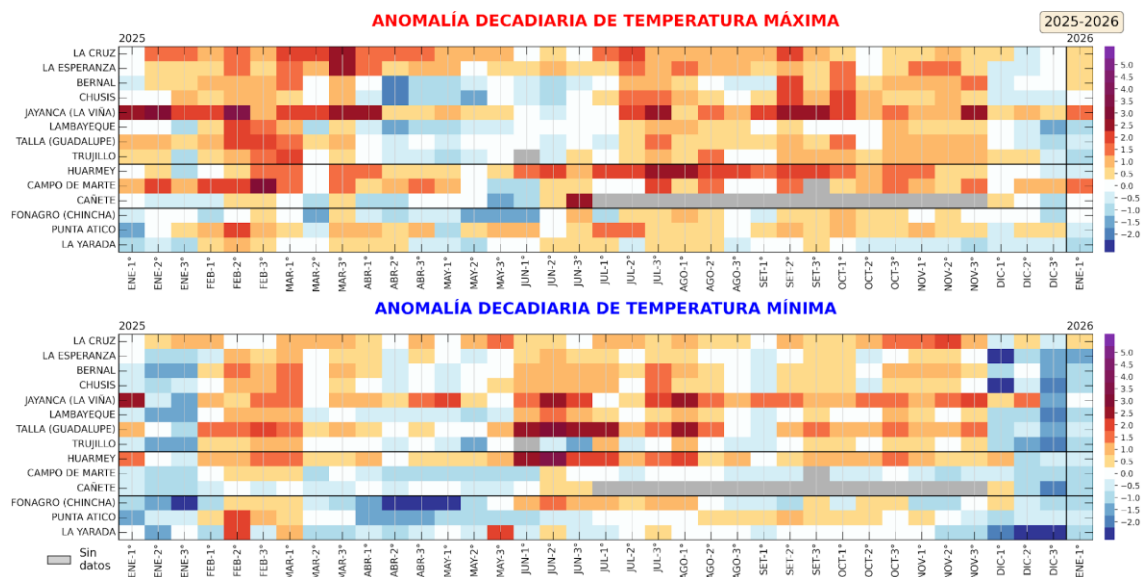 ANOMALÍA DECADIARIA DE TEMPERATURA MÁXIMA
2025-2026
2025
2026
LA CRUZ
LA ESPERANZA
BERNAL
CHUSIS
JAYANCA (LA VIÑA)
LAMBAYEQUE
TALLA (GUADALUPE)
TRUJILLO
HUARMEY
CAMPO DE MARTE
CAÑETE
FONAGRO (CHINCHA)
PUNTA ATICO
LA YARADA
5.0
4.5
4.0
3.5
3.0
2.5
2.0
1.5
1.0
0.5
0.0
−0.5
−1.0
−1.5
−2.0
ENE-1°
ENE-2°
ENE-3°
FEB-1°
FEB-2°
FEB-3°
MAR-1°
MAR-2°
MAR-3°
ABR-1°
ABR-2°
ABR-3°
MAY-1°
MAY-2°
MAY-3°
JUN-1°
JUN-2°
JUN-3°
JUL-1°
JUL-2°
JUL-3°
AGO-1°
AGO-2°
AGO-3°
SET-1°
SET-2°
SET-3°
OCT-1°
OCT-2°
OCT-3°
NOV-1°
NOV-2°
NOV-3°
DIC-1°
DIC-2°
DIC-3°
ENE-1°
ANOMALÍA DECADIARIA DE TEMPERATURA MÍNIMA
2025
2026
LA CRUZ
LA ESPERANZA
BERNAL
CHUSIS
JAYANCA (LA VIÑA)
LAMBAYEQUE
TALLA (GUADALUPE)
TRUJILLO
HUARMEY
CAMPO DE MARTE
CAÑETE
FONAGRO (CHINCHA)
PUNTA ATICO
LA YARADA
5.0
4.5
4.0
3.5
3.0
2.5
2.0
1.5
1.0
0.5
0.0
−0.5
−1.0
−1.5
−2.0
Sin
datos
ENE-1°
ENE-2°
ENE-3°
FEB-1°
FEB-2°
FEB-3°
MAR-1°
MAR-2°
MAR-3°
ABR-1°
ABR-2°
ABR-3°
MAY-1°
MAY-2°
MAY-3°
JUN-1°
JUN-2°
JUN-3°
JUL-1°
JUL-2°
JUL-3°
AGO-1°
AGO-2°
AGO-3°
SET-1°
SET-2°
SET-3°
OCT-1°
OCT-2°
OCT-3°
NOV-1°
NOV-2°
NOV-3°
DIC-1°
DIC-2°
DIC-3°
ENE-1°